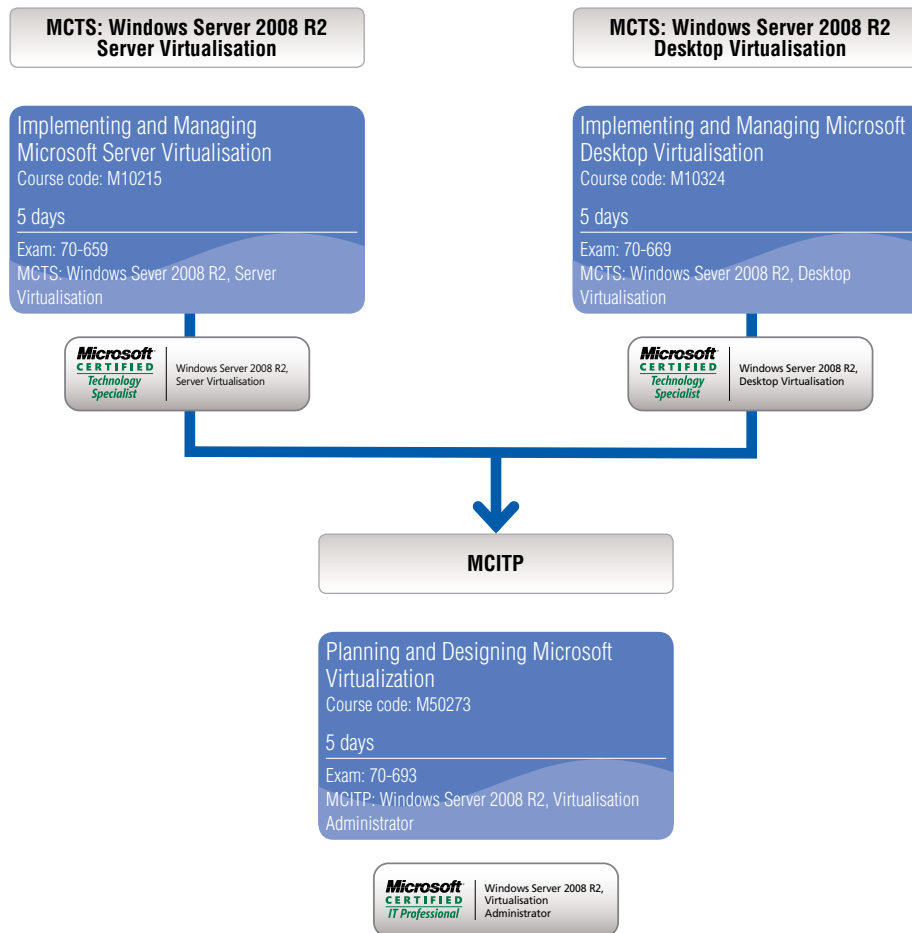 MCTS: Windows Server 2008 R2
Server Virtualisation
Implementing and Managing
Microsoft Server Virtualisation
Course code: M10215
5 days
Exam: 70-659
MCTS: Windows Sever 2008 R2, Server
Virtualisation
Microsoft
CERTIFIED
Technology
Specialist
Windows Server 2008 R2,
Server Virtualisation
MCTS: Windows Server 2008 R2
Desktop Virtualisation
Implementing and Managing Microsoft
Desktop Virtualisation
Course code: M10324
5 days
Exam: 70-669
MCTS: Windows Sever 2008 R2, Desktop
Virtualisation
Microsoft
CERTIFIED
Technology
Specialist
Windows Server 2008 R2,
Desktop Virtualisation
MCITP
Planning and Designing Microsoft
Virtualization
Course code: M50273
5 days
Exam: 70-693
MCITP: Windows Server 2008 R2, Virtualisation
Administrator
Microsoft
CERTIFIED
IT Professional
Windows Server 2008 R2,
Virtualisation
Administrator